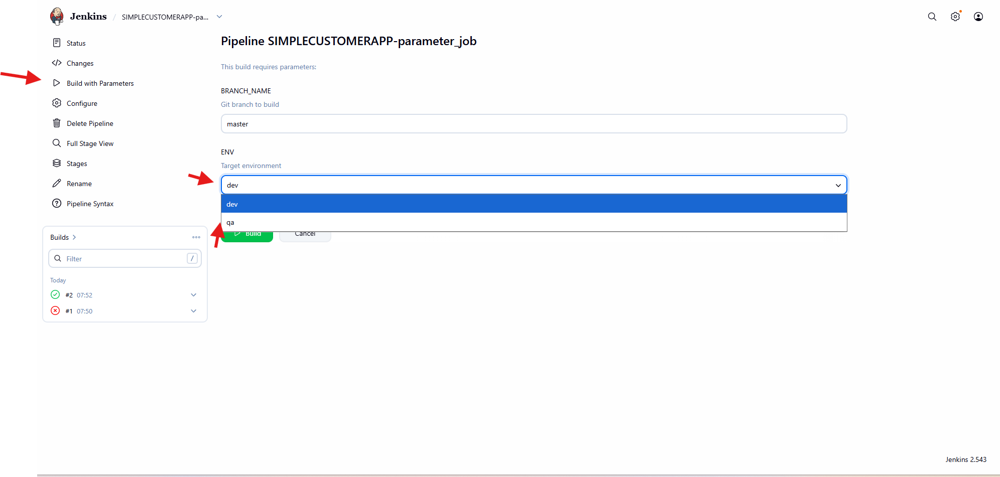 Jenkins / SIMPLECUSTOMERAPP-pa...
Status
Changes
Build with Parameters
Configure
Delete Pipeline
Full Stage View
Stages
Rename
Pipeline Syntax
Builds
Filter /
Today
#2 07:52
#1 07:50
Pipeline SIMPLECUSTOMERAPP-parameter_job
This build requires parameters:
BRANCH_NAME
Git branch to build
master
ENV
Target environment
dev
dev
qa
Build Cancel
Jenkins 2.543